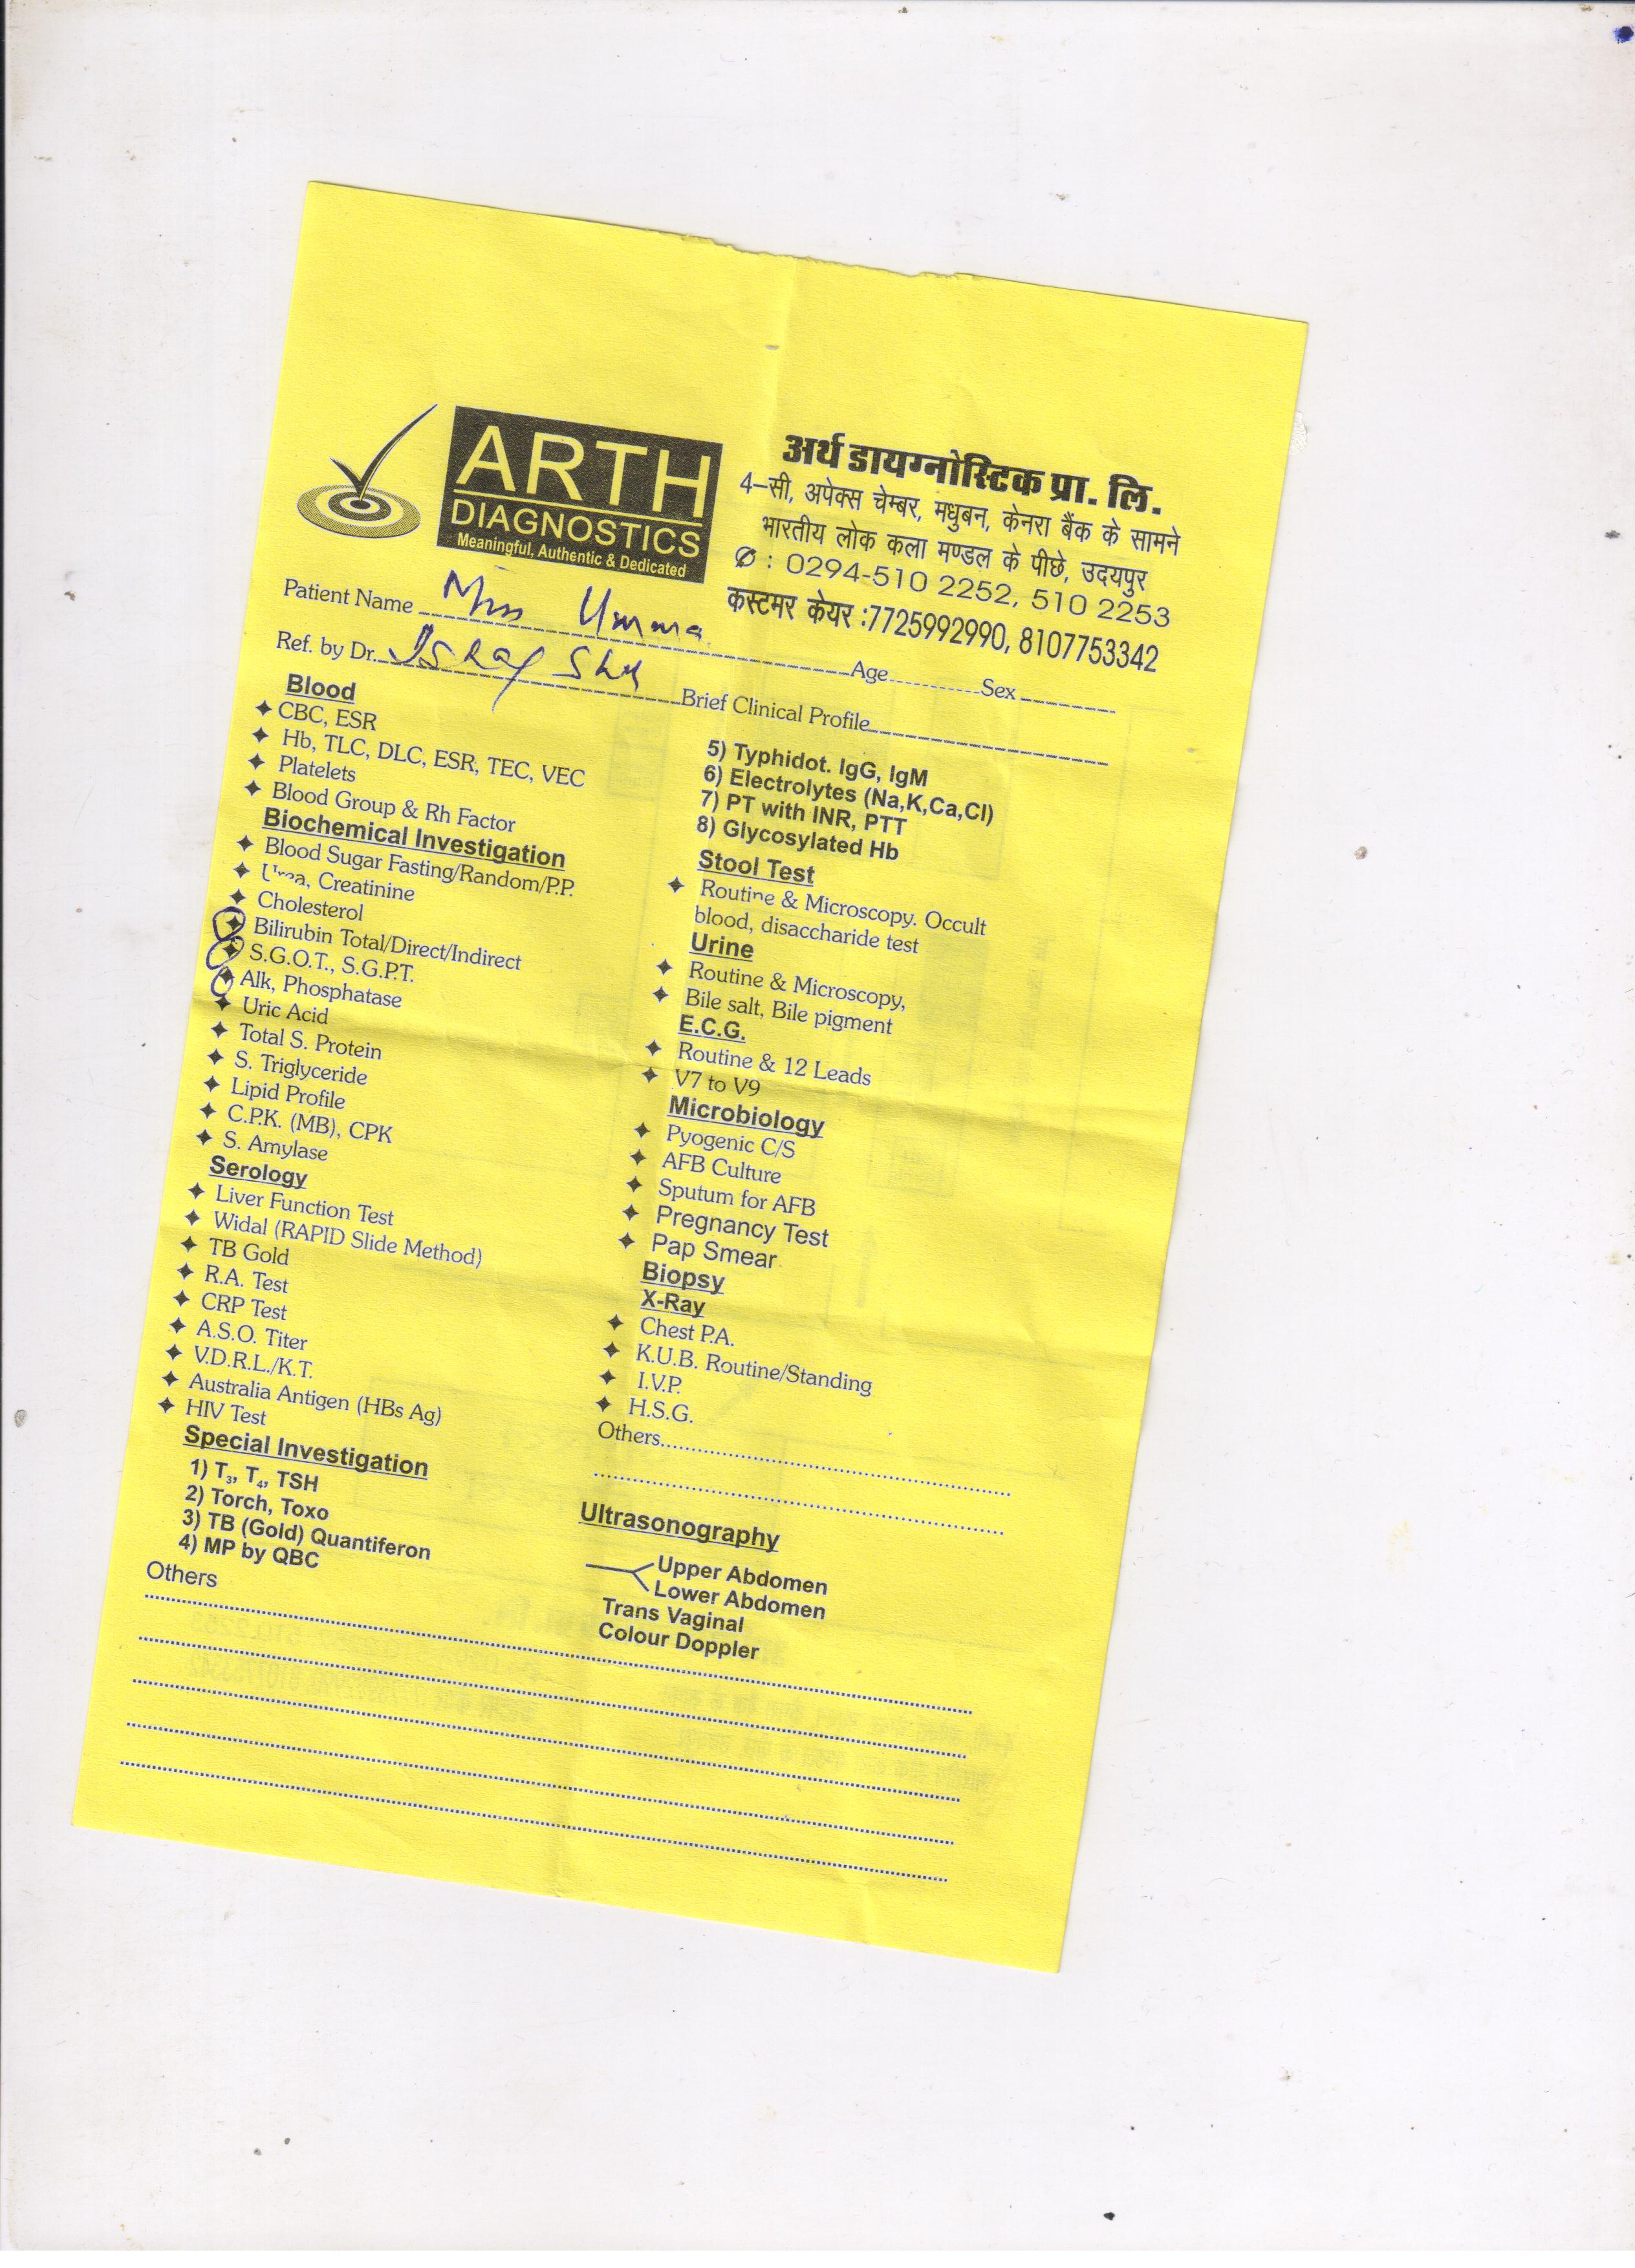 ARTH
DIAGNOSTICS
Meaningful, Authentic & Dedicated
अर्थ डायग्नोस्टिक प्रा. लि.
4-सी, अपेक्स चेम्बर, मधुबन, केनरा बैंक के सामने
भारतीय लोक कला मण्डल के पीछे, उदयपुर
: 0294-510 2252, 510 2253
कस्टमर केयर :7725992990, 8107753342
Patient Name Umma Age Sex
Ref. by Dr. Brief Clinical Profile
Blood
CBC, ESR
Hb, TLC, DLC, ESR, TEC, VEC
Platelets
Blood Group & Rh Factor
Biochemical Investigation
Blood Sugar Fasting/Random/P.P.
Urea, Creatinine
Cholesterol
Bilirubin Total/Direct/Indirect
S.G.O.T., S.G.P.T.
Alk, Phosphatase
Uric Acid
Total S. Protein
S. Triglyceride
Lipid Profile
C.P.K. (MB), CPK
S. Amylase
Serology
Liver Function Test
Widal (RAPID Slide Method)
TB Gold
R.A. Test
CRP Test
A.S.O. Titer
V.D.R.L./K.T.
Australia Antigen (HBs Ag)
HIV Test
Special Investigation
1) T₃, T₄, TSH
2) Torch, Toxo
3) TB (Gold) Quantiferon
4) MP by QBC
Others
5) Typhidot. IgG, IgM
6) Electrolytes (Na,K,Ca,Cl)
7) PT with INR, PTT
8) Glycosylated Hb
Stool Test
Routine & Microscopy. Occult
blood, disaccharide test
Urine
Routine & Microscopy,
Bile salt, Bile pigment
E.C.G.
Routine & 12 Leads
V7 to V9
Microbiology
Pyogenic C/S
AFB Culture
Sputum for AFB
Pregnancy Test
Pap Smear
Biopsy
X-Ray
Chest P.A.
K.U.B. Routine/Standing
I.V.P.
H.S.G.
Others
Ultrasonography
Upper Abdomen
Lower Abdomen
Trans Vaginal
Colour Doppler